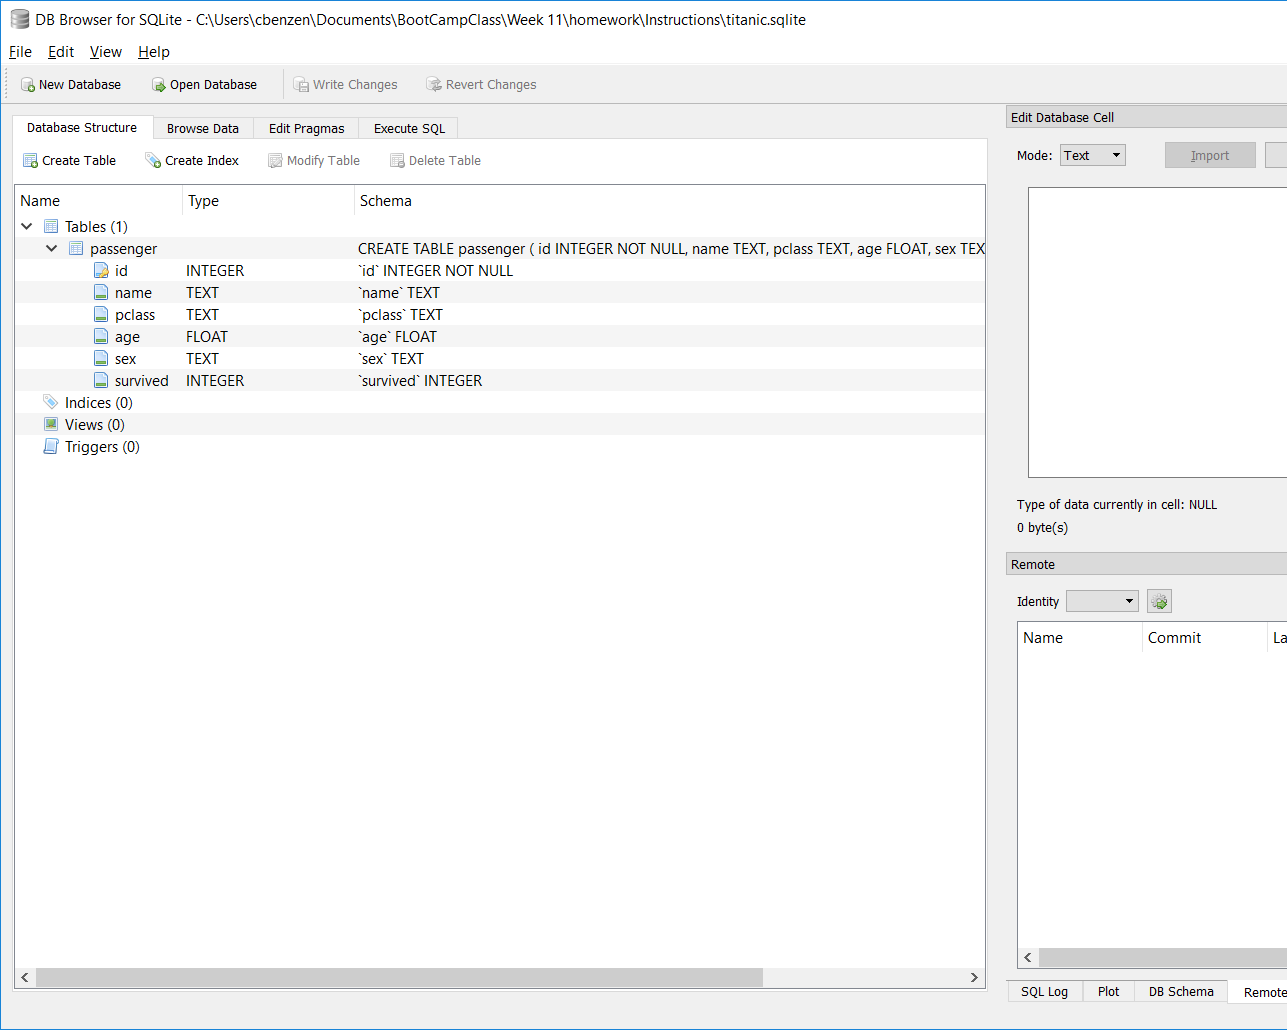 DB Browser for SQLite - C:\Users\cbenzen\Documents\BootCampClass\Week 11\homework\Instructions\titanic.sqlite
File Edit View Help
New Database Open Database Write Changes Revert Changes
Database Structure Browse Data Edit Pragmas Execute SQL
Create Table Create Index Modify Table Delete Table
Name Type Schema
Tables (1)
passenger CREATE TABLE passenger ( id INTEGER NOT NULL, name TEXT, pclass TEXT, age FLOAT, sex TEX
id INTEGER `id` INTEGER NOT NULL
name TEXT `name` TEXT
pclass TEXT `pclass` TEXT
age FLOAT `age` FLOAT
sex TEXT `sex` TEXT
survived INTEGER `survived` INTEGER
Indices (0)
Views (0)
Triggers (0)
Edit Database Cell
Mode: Text Import
Type of data currently in cell: NULL
0 byte(s)
Remote
Identity
Name Commit La
SQL Log Plot DB Schema Remote